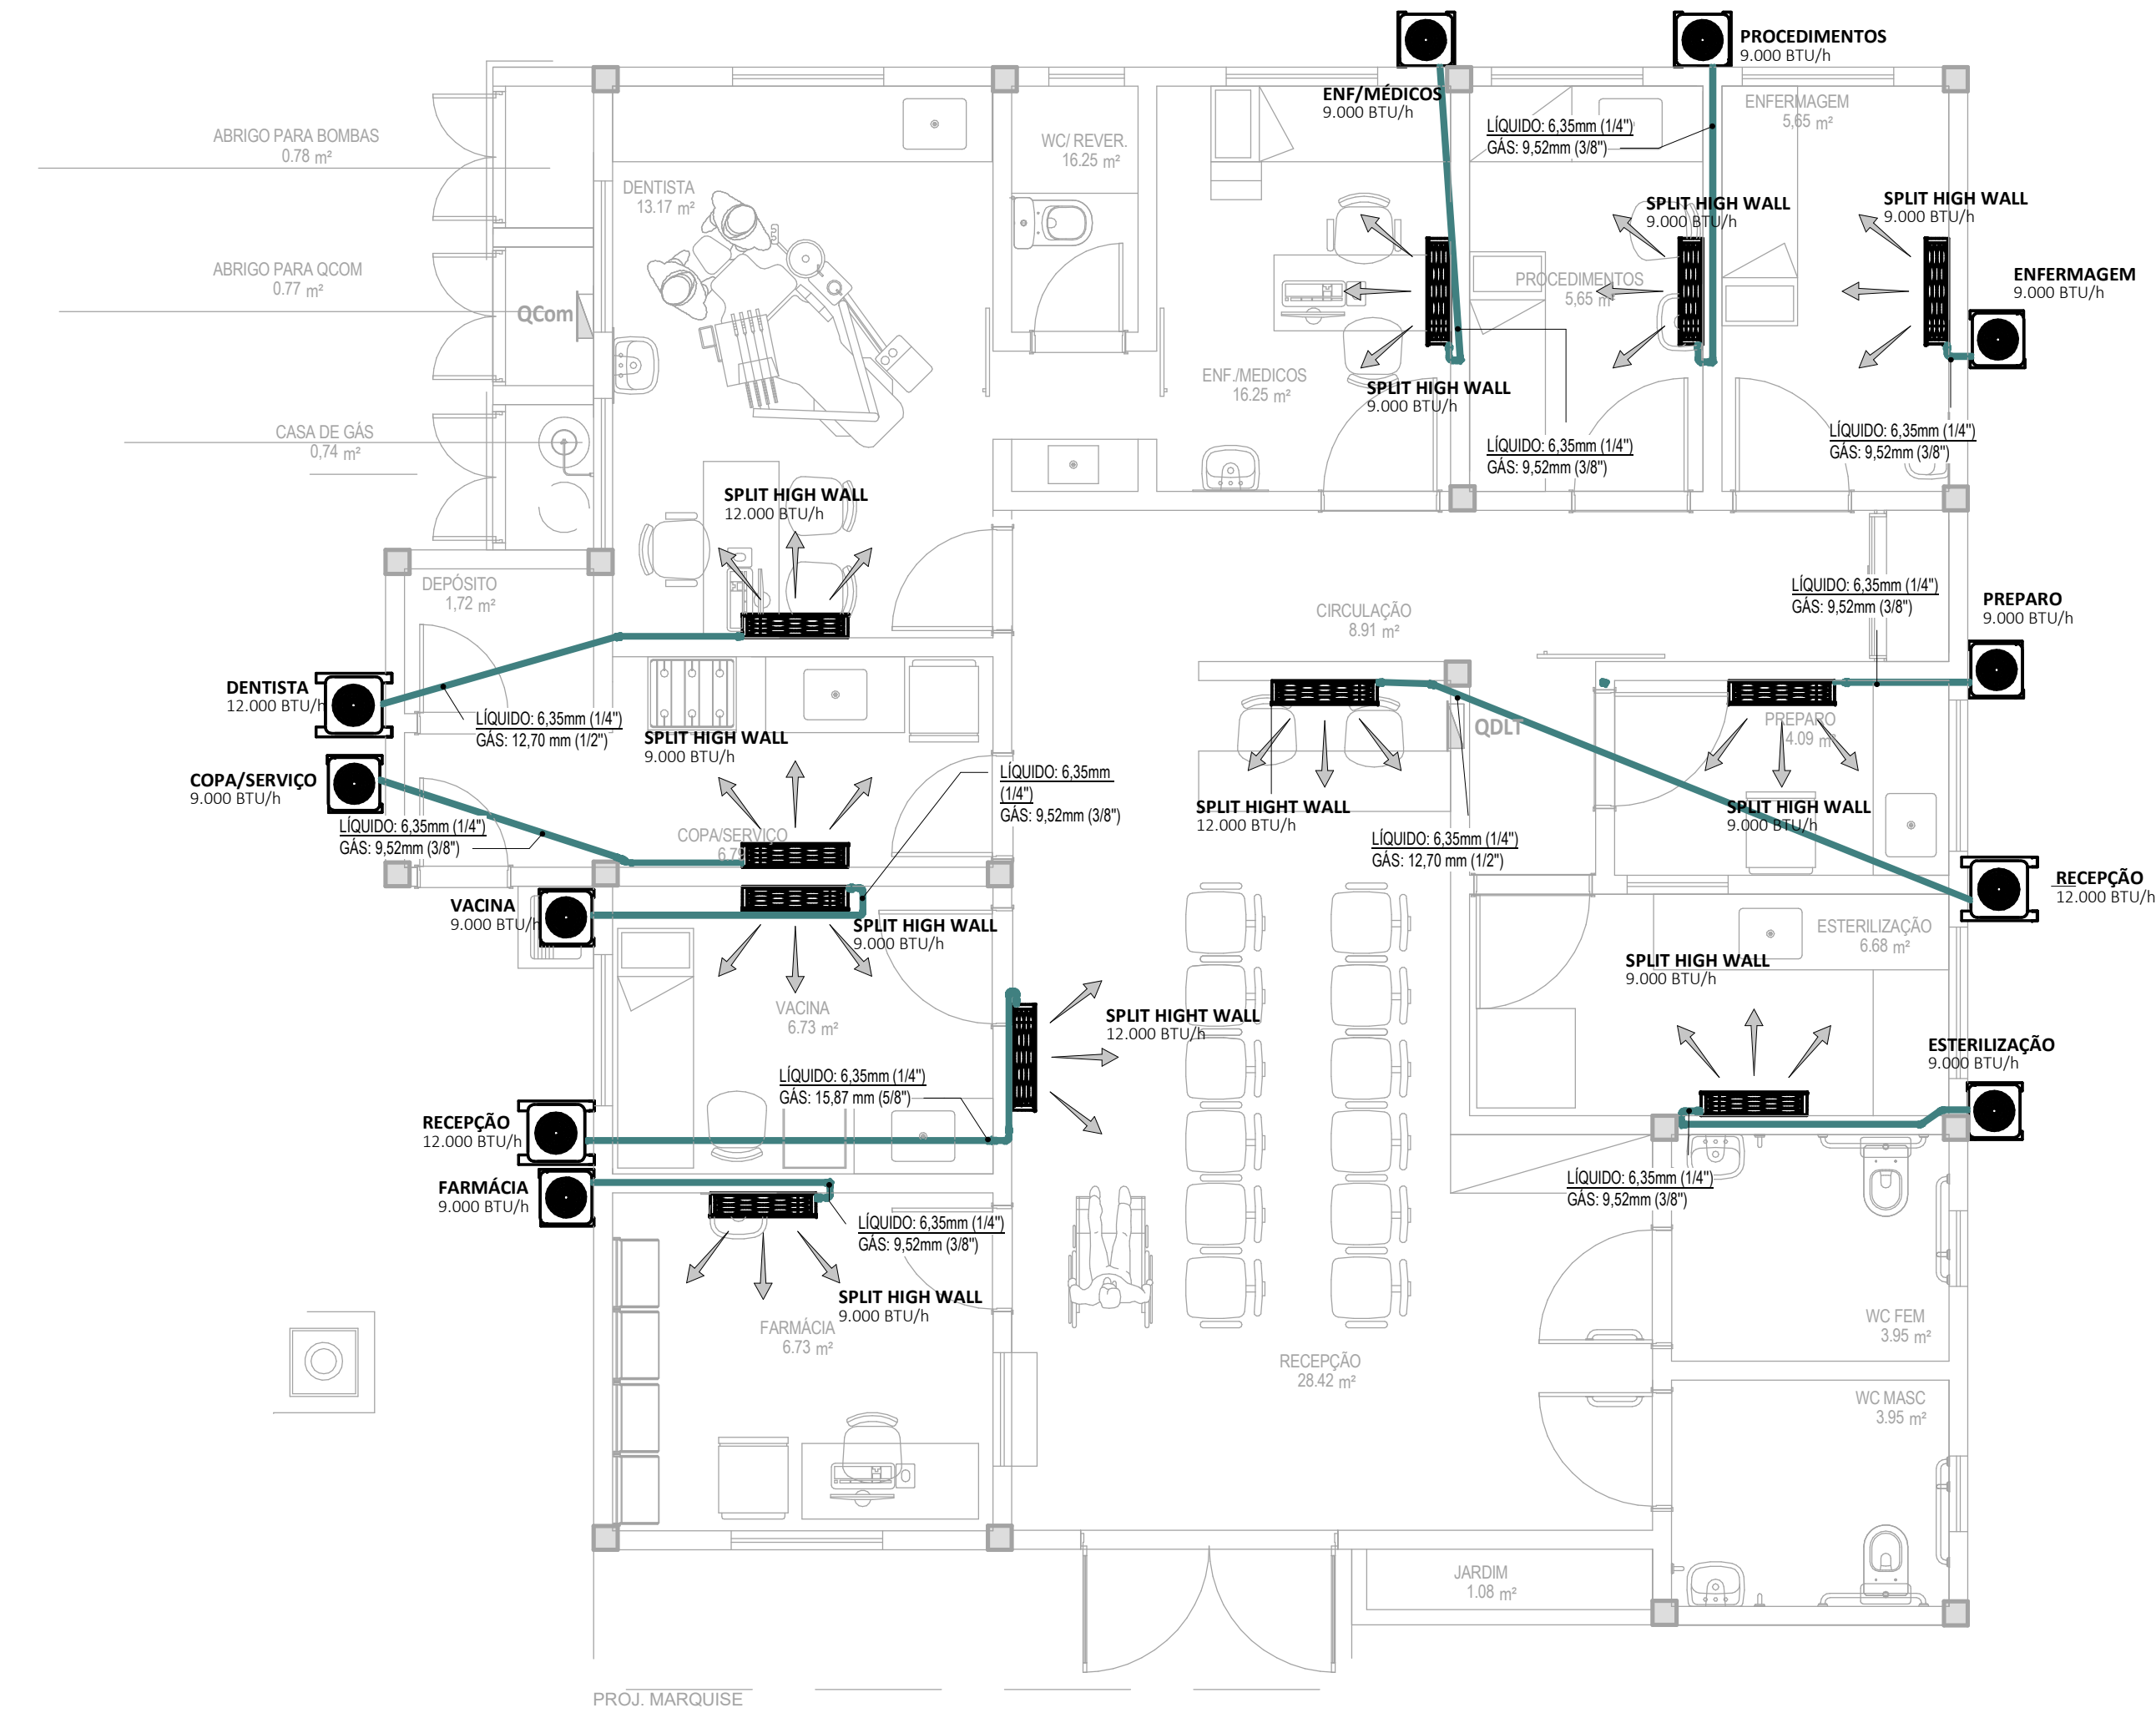 PROCEDIMENTOS
9.000 BTU/h
ENF/MÉDICOS
9.000 BTU/h
ENFERMAGEM
5,65 m²
ABRIGO PARA BOMBAS
0.78 m²
WC/ REVER.
16.25 m²
LÍQUIDO: 6,35mm (1/4")
GÁS: 9,52mm (3/8")
DENTISTA
13.17 m²
SPLIT HIGH WALL
9.000 BTU/h
SPLIT HIGH WALL
9.000 BTU/h
ABRIGO PARA QCOM
0.77 m²
QCom
PROCEDIMENTOS
5,65 m
ENFERMAGEM
9.000 BTU/h
ENF./MEDICOS
16.25 m²
SPLIT HIGH WALL
9.000 BTU/h
CASA DE GÁS
0,74 m²
LÍQUIDO: 6,35mm (1/4")
GÁS: 9,52mm (3/8")
LÍQUIDO: 6,35mm (1/4")
GÁS: 9,52mm (3/8")
SPLIT HIGH WALL
12.000 BTU/h
DEPÓSITO
1,72 m²
CIRCULAÇÃO
8.91 m²
LÍQUIDO: 6,35mm (1/4")
GÁS: 9,52mm (3/8")
PREPARO
9.000 BTU/h
DENTISTA
12.000 BTU/h
LÍQUIDO: 6,35mm (1/4")
GÁS: 12,70 mm (1/2")
SPLIT HIGH WALL
9.000 BTU/h
QDLT
PREPARO
4.09 m²
COPA/SERVIÇO
9.000 BTU/h
LÍQUIDO: 6,35mm
(1/4")
GÁS: 9,52mm (3/8")
SPLIT HIGHT WALL
12.000 BTU/h
SPLIT HIGH WALL
9.000 BTU/h
LÍQUIDO: 6,35mm (1/4")
GÁS: 9,52mm (3/8")
COPA/SERVIÇO
LÍQUIDO: 6,35mm (1/4")
GÁS: 12,70 mm (1/2")
RECEPÇÃO
12.000 BTU/h
VACINA
9.000 BTU/h
SPLIT HIGH WALL
9.000 BTU/h
ESTERILIZAÇÃO
6.68 m²
SPLIT HIGH WALL
9.000 BTU/h
VACINA
6.73 m²
SPLIT HIGHT WALL
12.000 BTU/h
ESTERILIZAÇÃO
9.000 BTU/h
LÍQUIDO: 6,35mm (1/4")
GÁS: 15,87 mm (5/8")
RECEPÇÃO
12.000 BTU/h
FARMÁCIA
9.000 BTU/h
LÍQUIDO: 6,35mm (1/4")
GÁS: 9,52mm (3/8")
LÍQUIDO: 6,35mm (1/4")
GÁS: 9,52mm (3/8")
SPLIT HIGH WALL
9.000 BTU/h
FARMÁCIA
6.73 m²
WC FEM
3.95 m²
RECEPÇÃO
28.42 m²
WC MASC
3.95 m²
JARDIM
1.08 m²
PROJ. MARQUISE